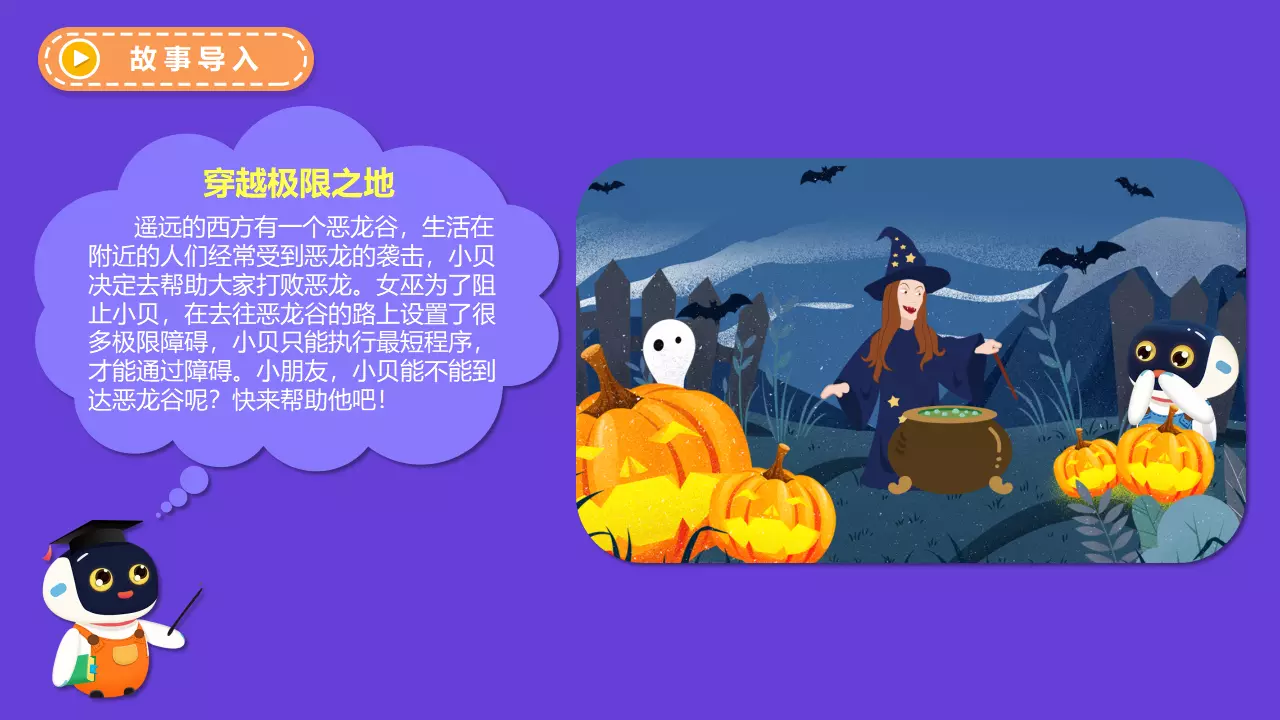 故事导入
穿越极限之地
遥远的西方有一个恶龙谷，生活在
附近的人们经常受到恶龙的袭击，小贝
决定去帮助大家打败恶龙。女巫为了阻
止小贝，在去往恶龙谷的路上设置了很
多极限障碍，小贝只能执行最短程序，
才能通过障碍。小朋友，小贝能不能到
达恶龙谷呢？快来帮助他吧！